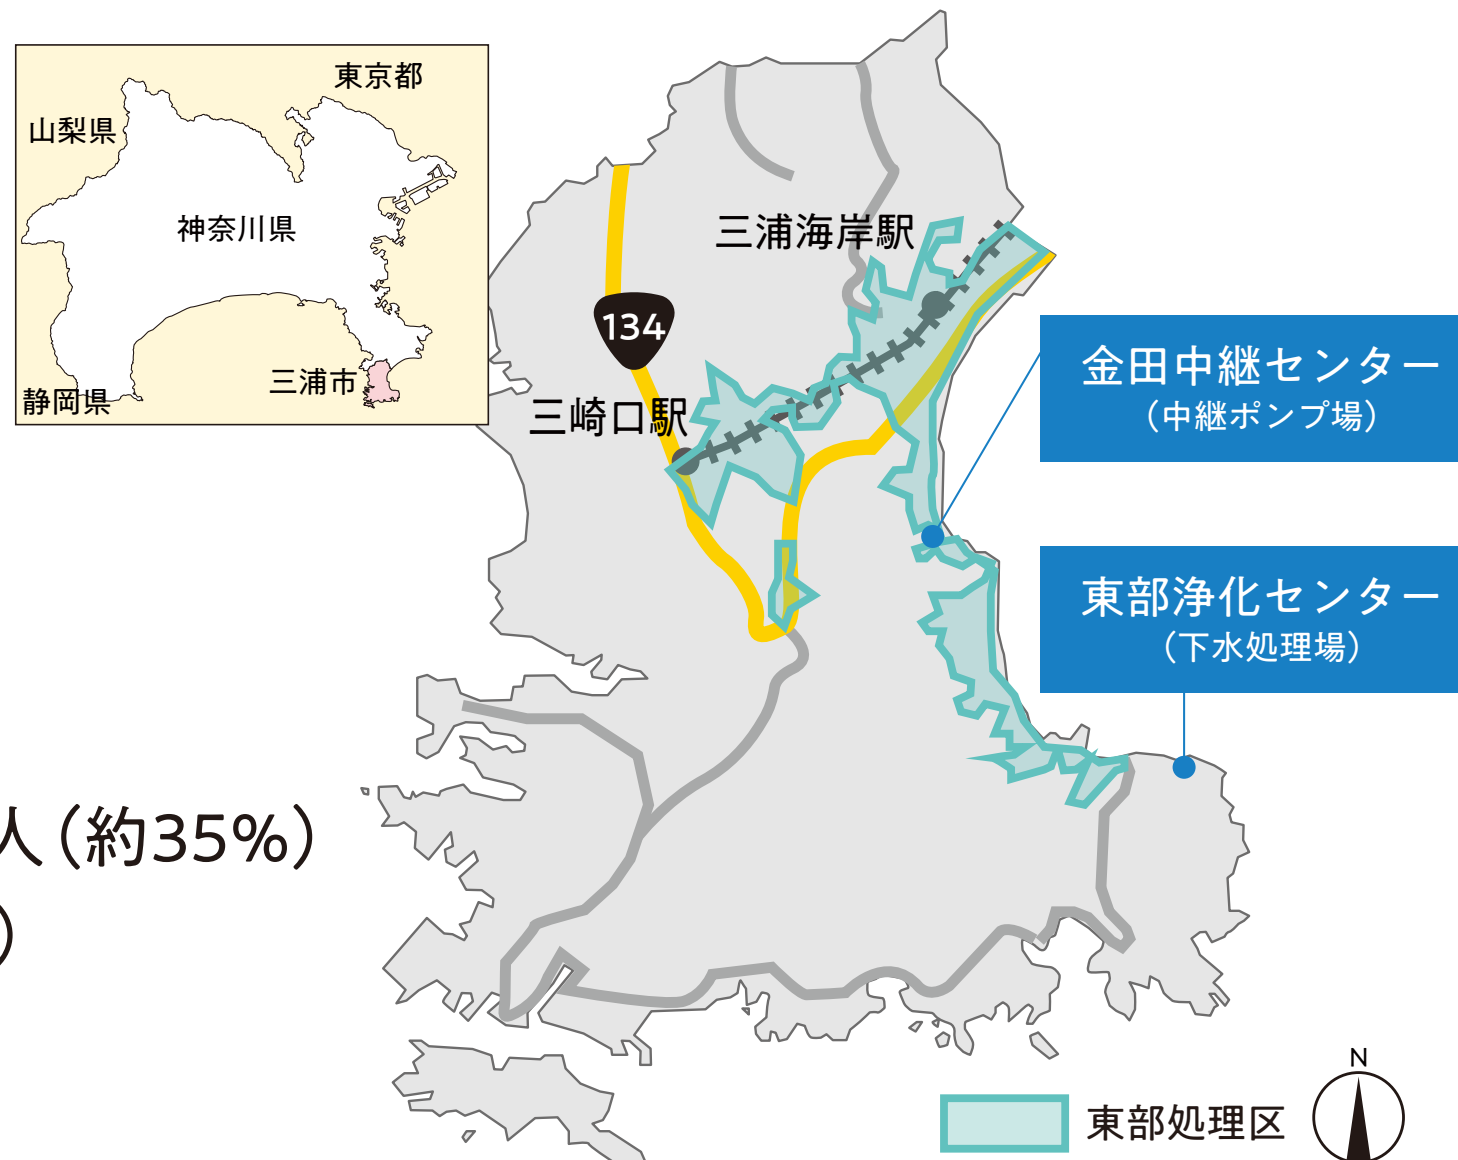 東京都
山梨県
神奈川県
三浦市
静岡県
三浦海岸駅
134
三崎口駅
金田中継センター
（中継ポンプ場）
東部浄化センター
（下水処理場）
人（約35%）
）
N
東部処理区